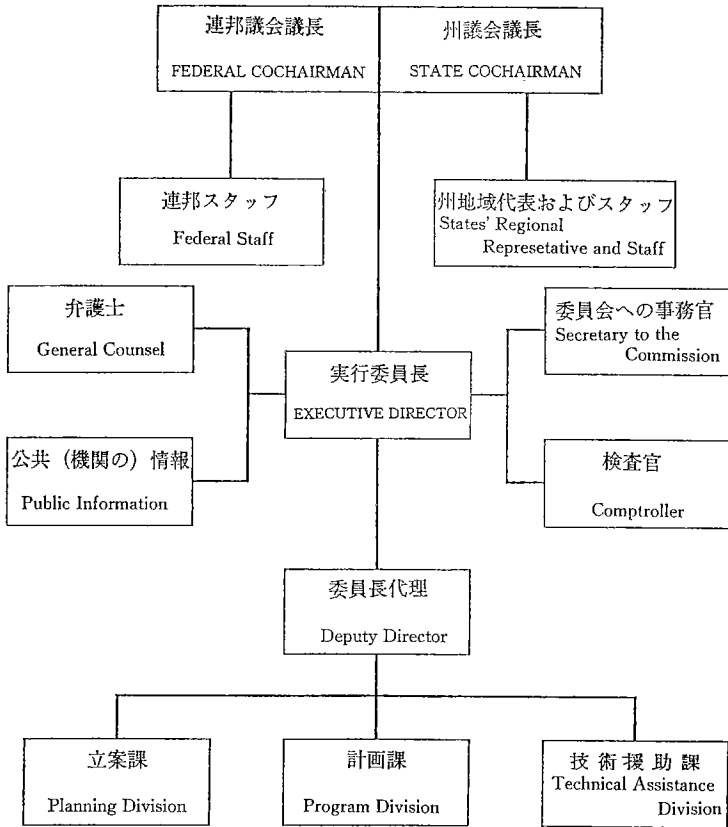 連邦議会議長
FEDERAL COCHAIRMAN
州議会議長
STATE COCHAIRMAN
連邦スタッフ
Federal Staff
州地域代表およびスタッフ
States' Regional
Represetative and Staff
弁護士
General Counsel
委員会への事務官
Secretary to the
Commission
実行委員長
EXECUTIVE DIRECTOR
公共（機関の）情報
Public Information
検査官
Comptroller
委員長代理
Deputy Director
立案課
Planning Division
計画課
Program Division
技術援助課
Technical Assistance
Division